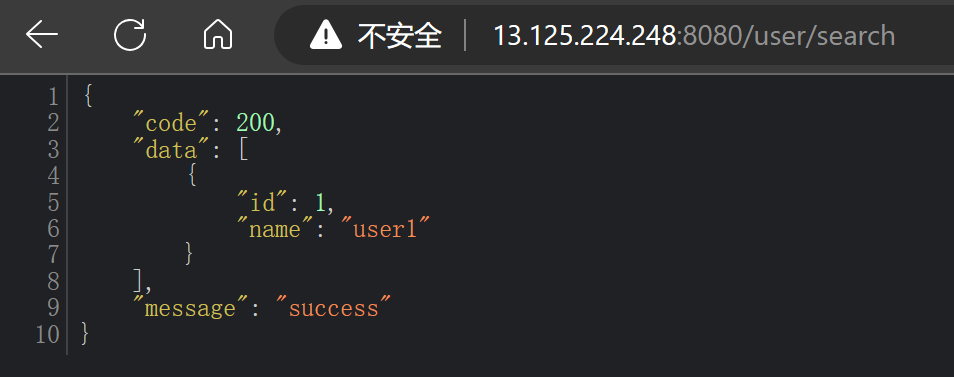 不安全 13.125.224.248:8080/user/search
1 {
2 "code": 200,
3 "data": [
4 {
5 "id": 1,
6 "name": "user1"
7 }
8 ],
9 "message": "success"
10 }